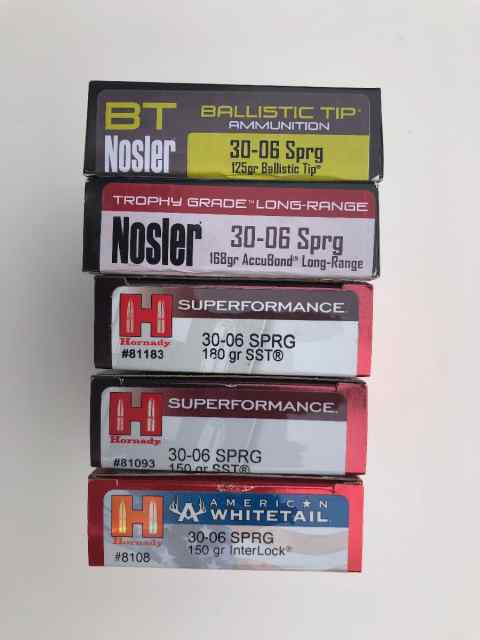 BT
BALLISTIC TIP®
AMMUNITION
Nosler
30-06 Sprg
125gr Ballistic Tip®
TROPHY GRADE™ LONG-RANGE
Nosler®
30-06 Sprg
168gr AccuBond™ Long-Range
H
Hornady
SUPERFORMANCE
30-06 SPRG
#81183
180 gr SST®
H
Hornady
SUPERFORMANCE
30-06 SPRG
#81093
150 gr SST®
H
Hornady
AMERICAN
WHITETAIL
30-06 SPRG
#8108
150 gr InterLock®